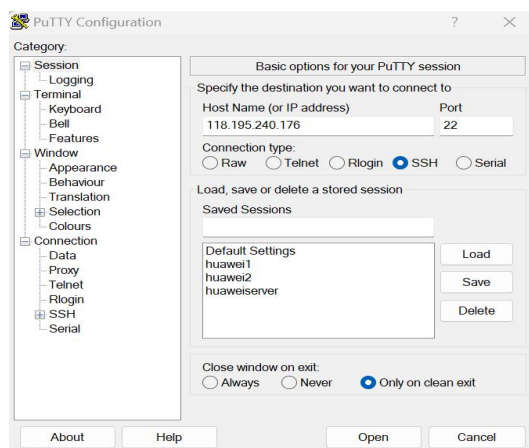 PuTTY Configuration
Category:
Session
Logging
Terminal
Keyboard
Bell
Features
Window
Appearance
Behaviour
Translation
Selection
Colours
Connection
Data
Proxy
Telnet
Rlogin
SSH
Serial
Basic options for your PuTTY session
Specify the destination you want to connect to
Host Name (or IP address) Port
118.195.240.176 22
Connection type:
Raw Telnet Rlogin SSH Serial
Load, save or delete a stored session
Saved Sessions
Default Settings
huawei1
huawei2
huaweiserver
Load
Save
Delete
Close window on exit:
Always Never Only on clean exit
About Help Open Cancel